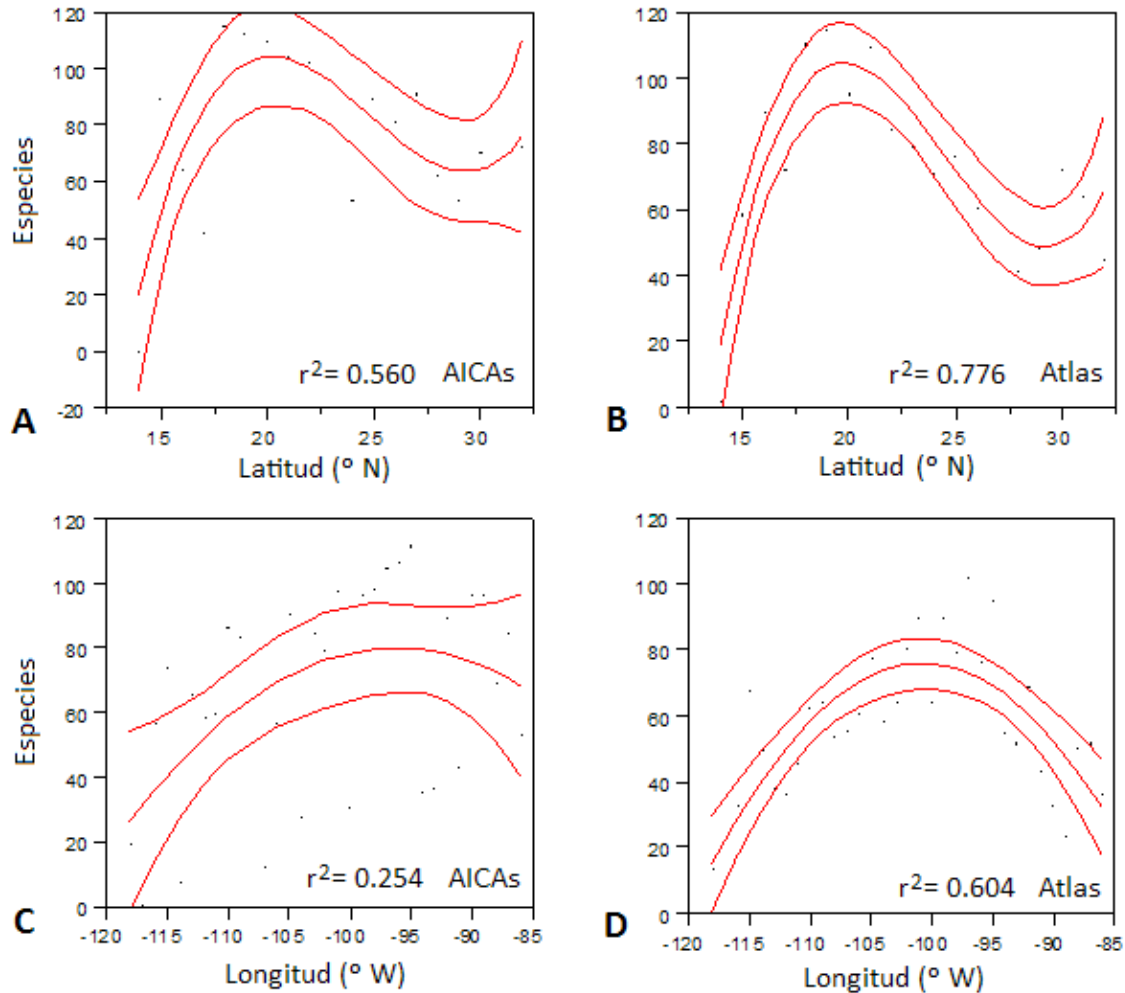 120
100
80
60
40
20
0
-20
Especies
r²= 0.560 AICAs
A
15 20 25 30
Latitud (° N)
120
100
80
60
40
20
0
r²= 0.776 Atlas
B
15 20 25 30
Latitud (° N)
120
100
80
60
40
20
0
Especies
r²= 0.254 AICAs
C
-120 -115 -110 -105 -100 -95 -90 -85
Longitud (° W)
120
100
80
60
40
20
0
r²= 0.604 Atlas
D
-120 -115 -110 -105 -100 -95 -90 -85
Longitud (° W)